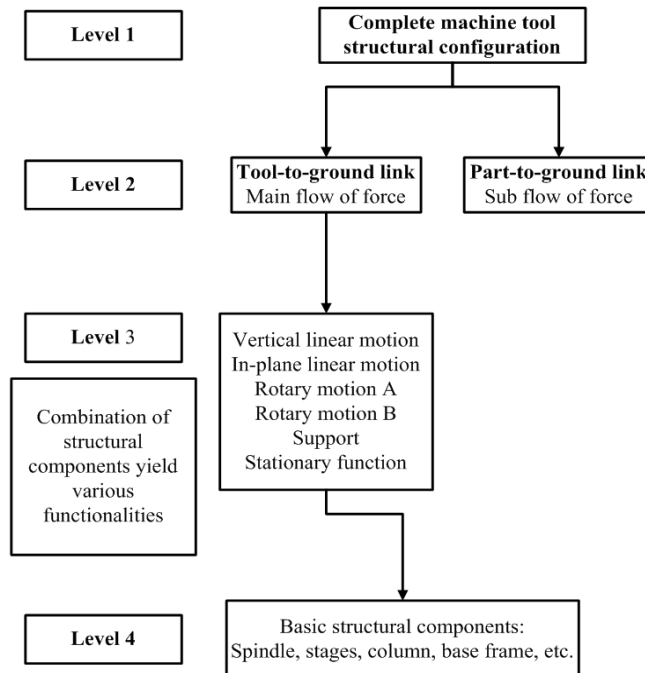 Level 1
Complete machine tool
structural configuration
Level 2
Tool-to-ground link
Main flow of force
Part-to-ground link
Sub flow of force
Level 3
Combination of
structural
components yield
various
functionalities
Vertical linear motion
In-plane linear motion
Rotary motion A
Rotary motion B
Support
Stationary function
Level 4
Basic structural components:
Spindle, stages, column, base frame, etc.